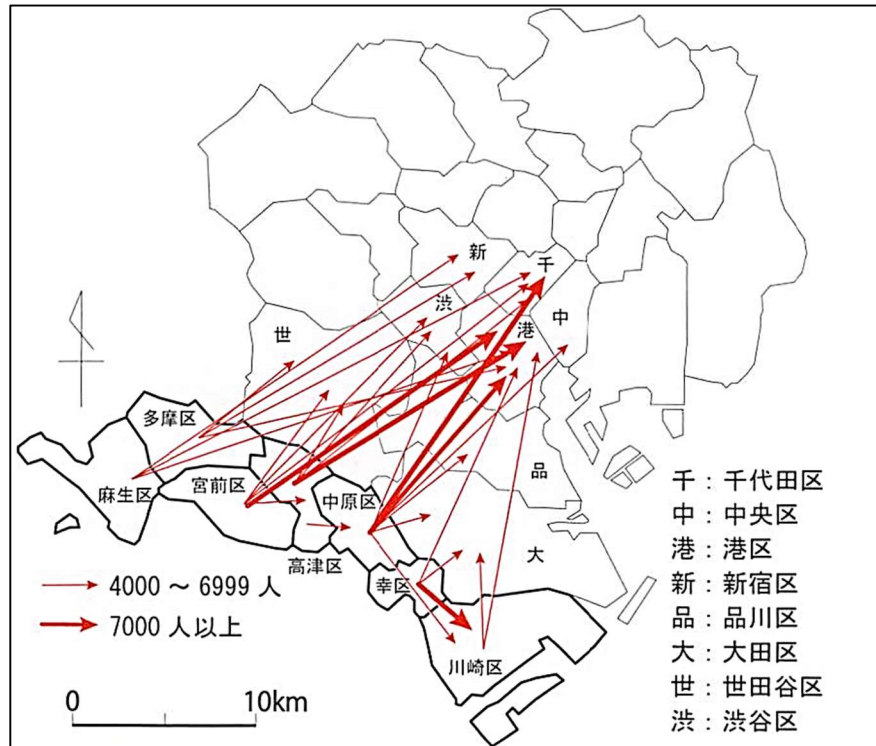 新
千
渋
中
世
港
多摩区
麻生区
宮前区
中原区
品
高津区
大
幸区
川崎区
4000 ～ 6999 人
7000 人以上
0 10km
千：千代田区
中：中央区
港：港区
新：新宿区
品：品川区
大：大田区
世：世田谷区
渋：渋谷区